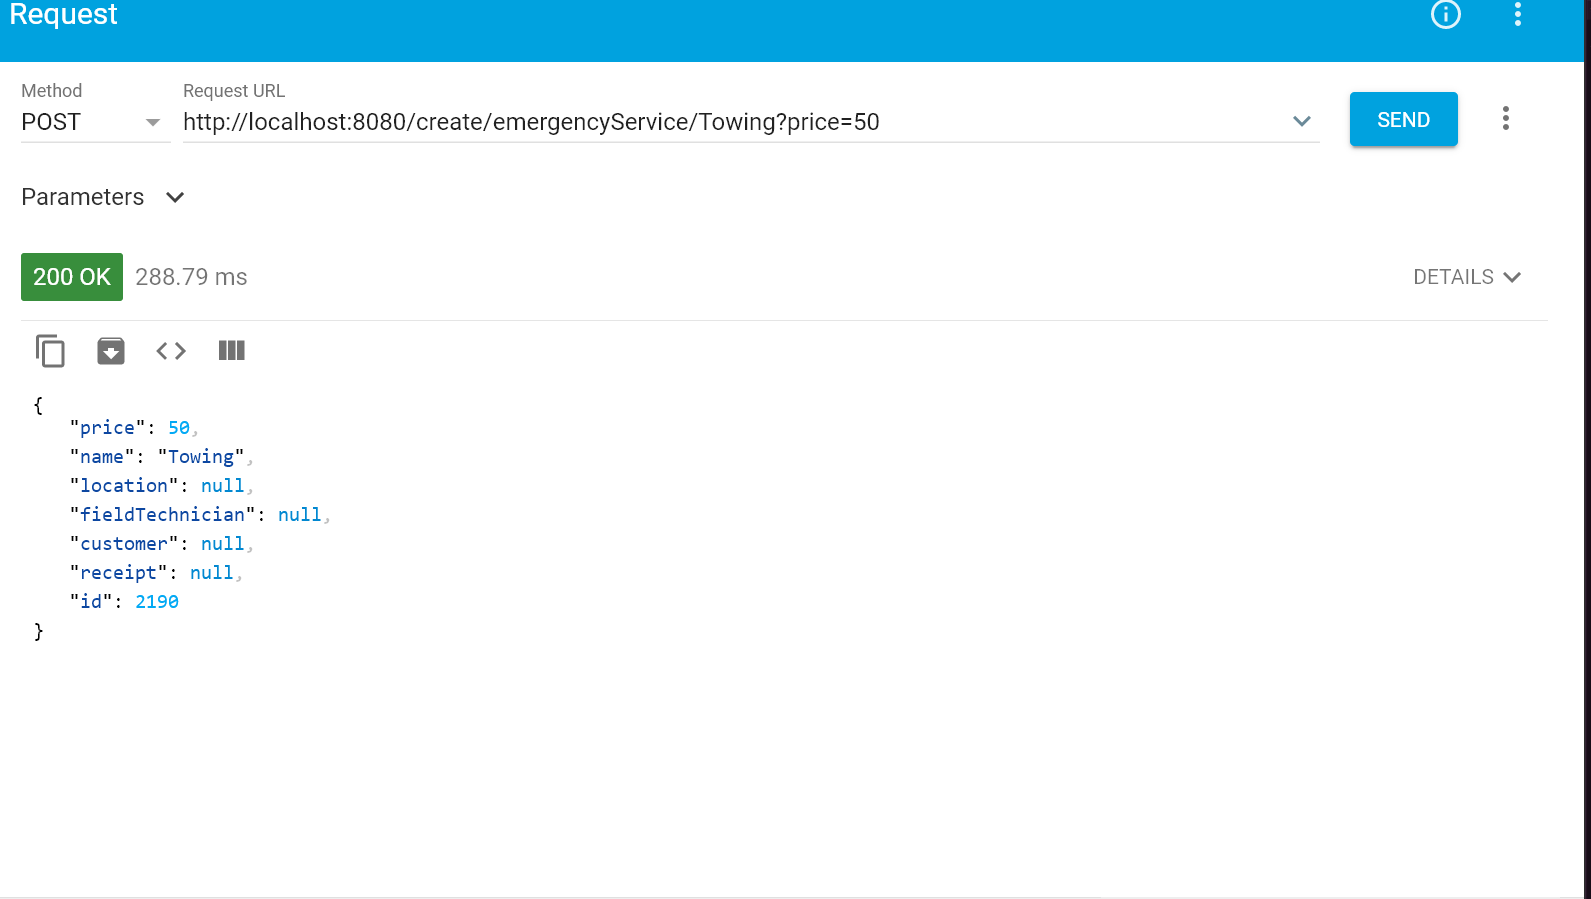 Request
Method
Request URL
POST
http://localhost:8080/create/emergencyService/Towing?price=50
SEND
Parameters
200 OK
288.79 ms
DETAILS
{
"price": 50,
"name": "Towing",
"location": null,
"fieldTechnician": null,
"customer": null,
"receipt": null,
"id": 2190
}